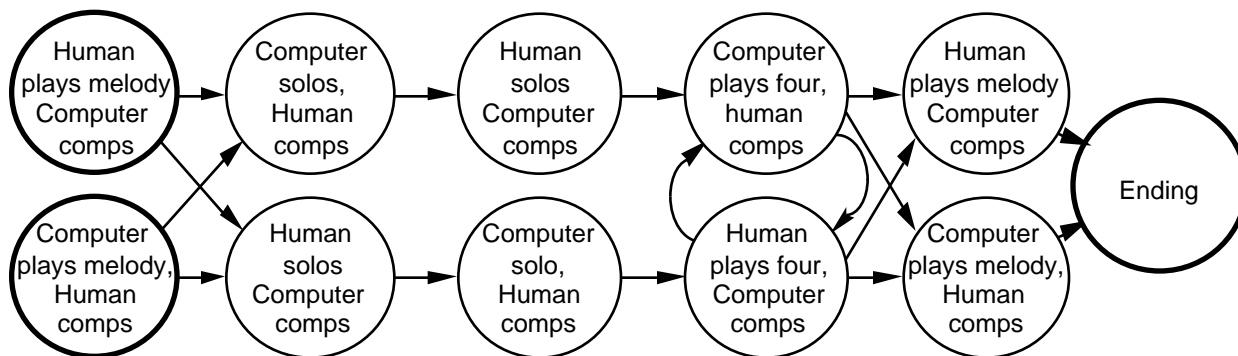 Human
plays melody
Computer
comps
Computer
solos,
Human
comps
Human
solos
Computer
comps
Computer
plays four,
human
comps
Human
plays melody
Computer
comps
Ending
Computer
plays melody,
Human
comps
Human
solos
Computer
comps
Computer
solo,
Human
comps
Human
plays four,
Computer
comps
Computer
plays melody,
Human
comps